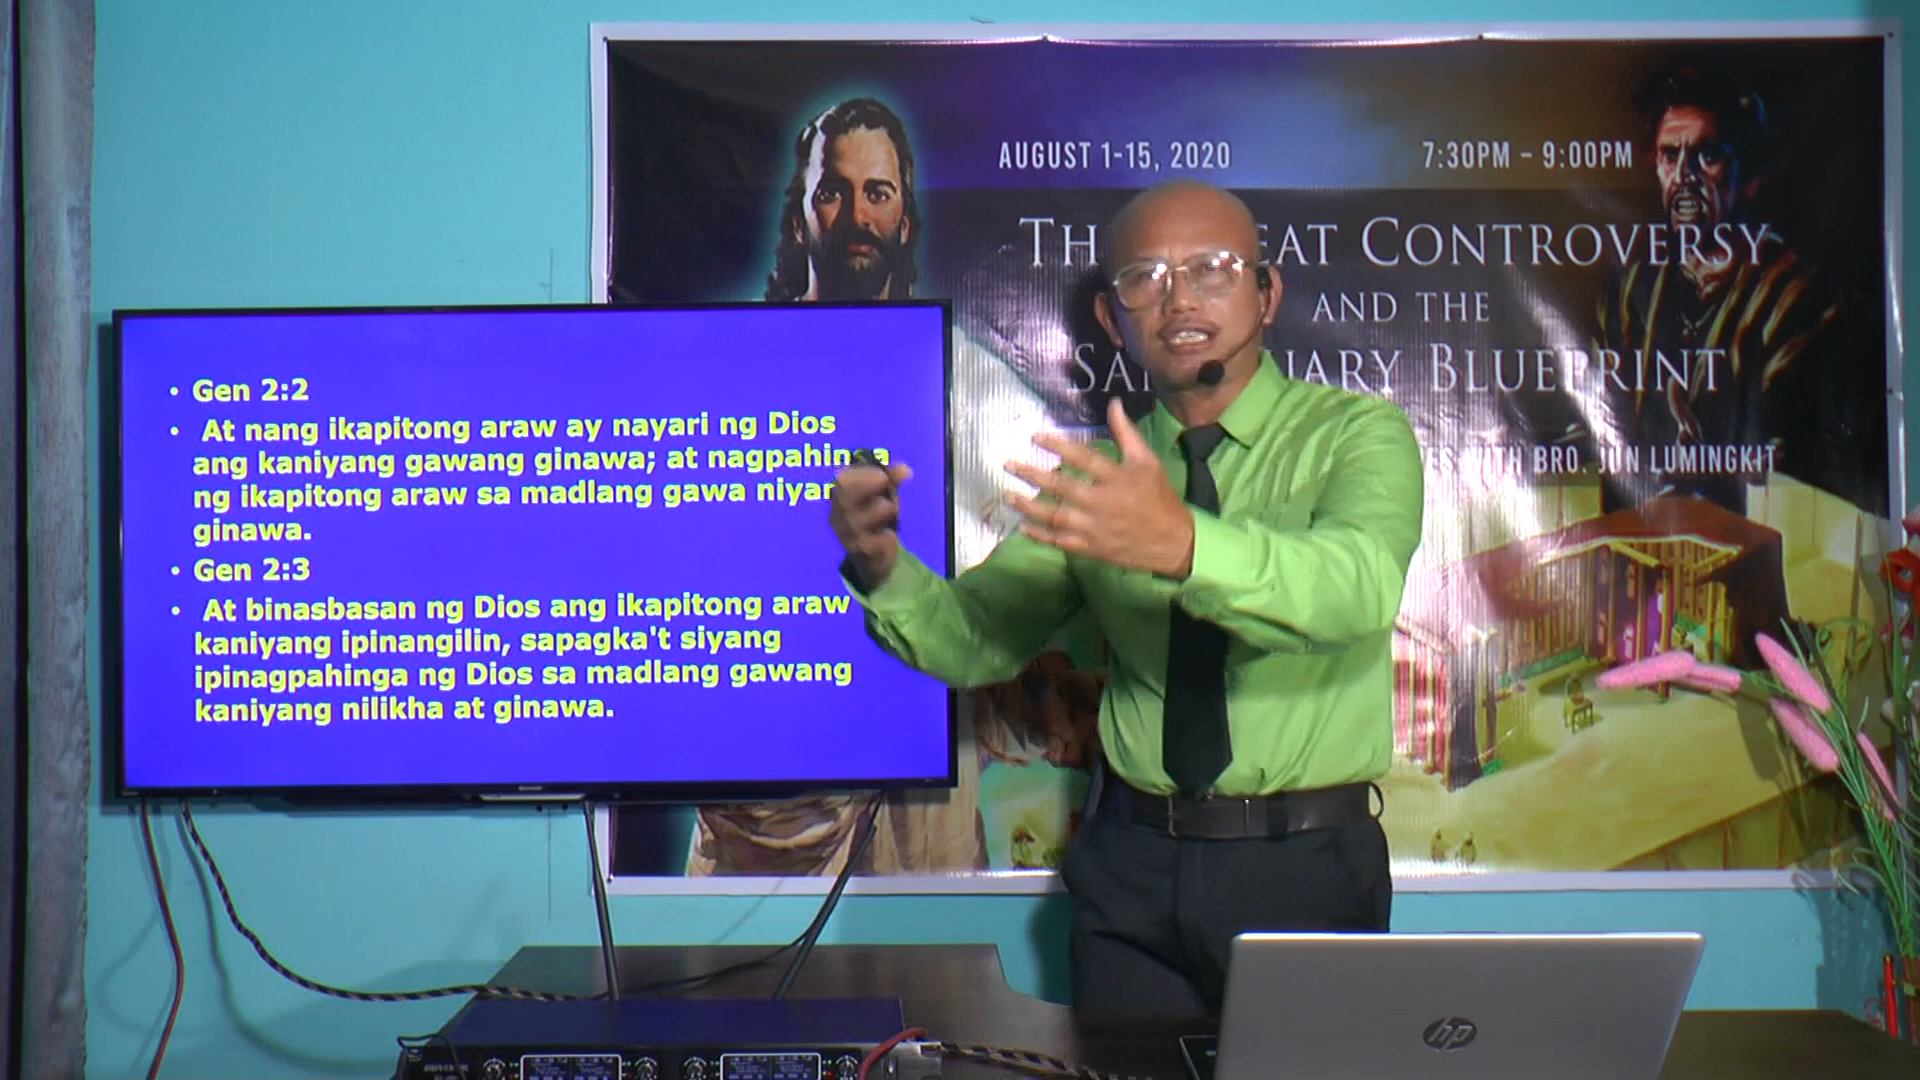 AUGUST 1-15, 2020
7:30PM – 9:00PM
EAT CONTROVERSY
AND THE
BLUEPRINT
WITH BRO. JUN LUMINGKIT
• Gen 2:2
• At nang ikapitong araw ay nayari ng Dios
ang kaniyang gawang ginawa; at
ng ikapitong araw sa madlang gawa
ginawa.
• Gen 2:3
• At binasbasan ng Dios ang ikapitong araw
kaniyang ipinangilin, sapagka't siyang
ipinagpahinga ng Dios sa madlang gawang
kaniyang nilikha at ginawa.
SHARP
hp